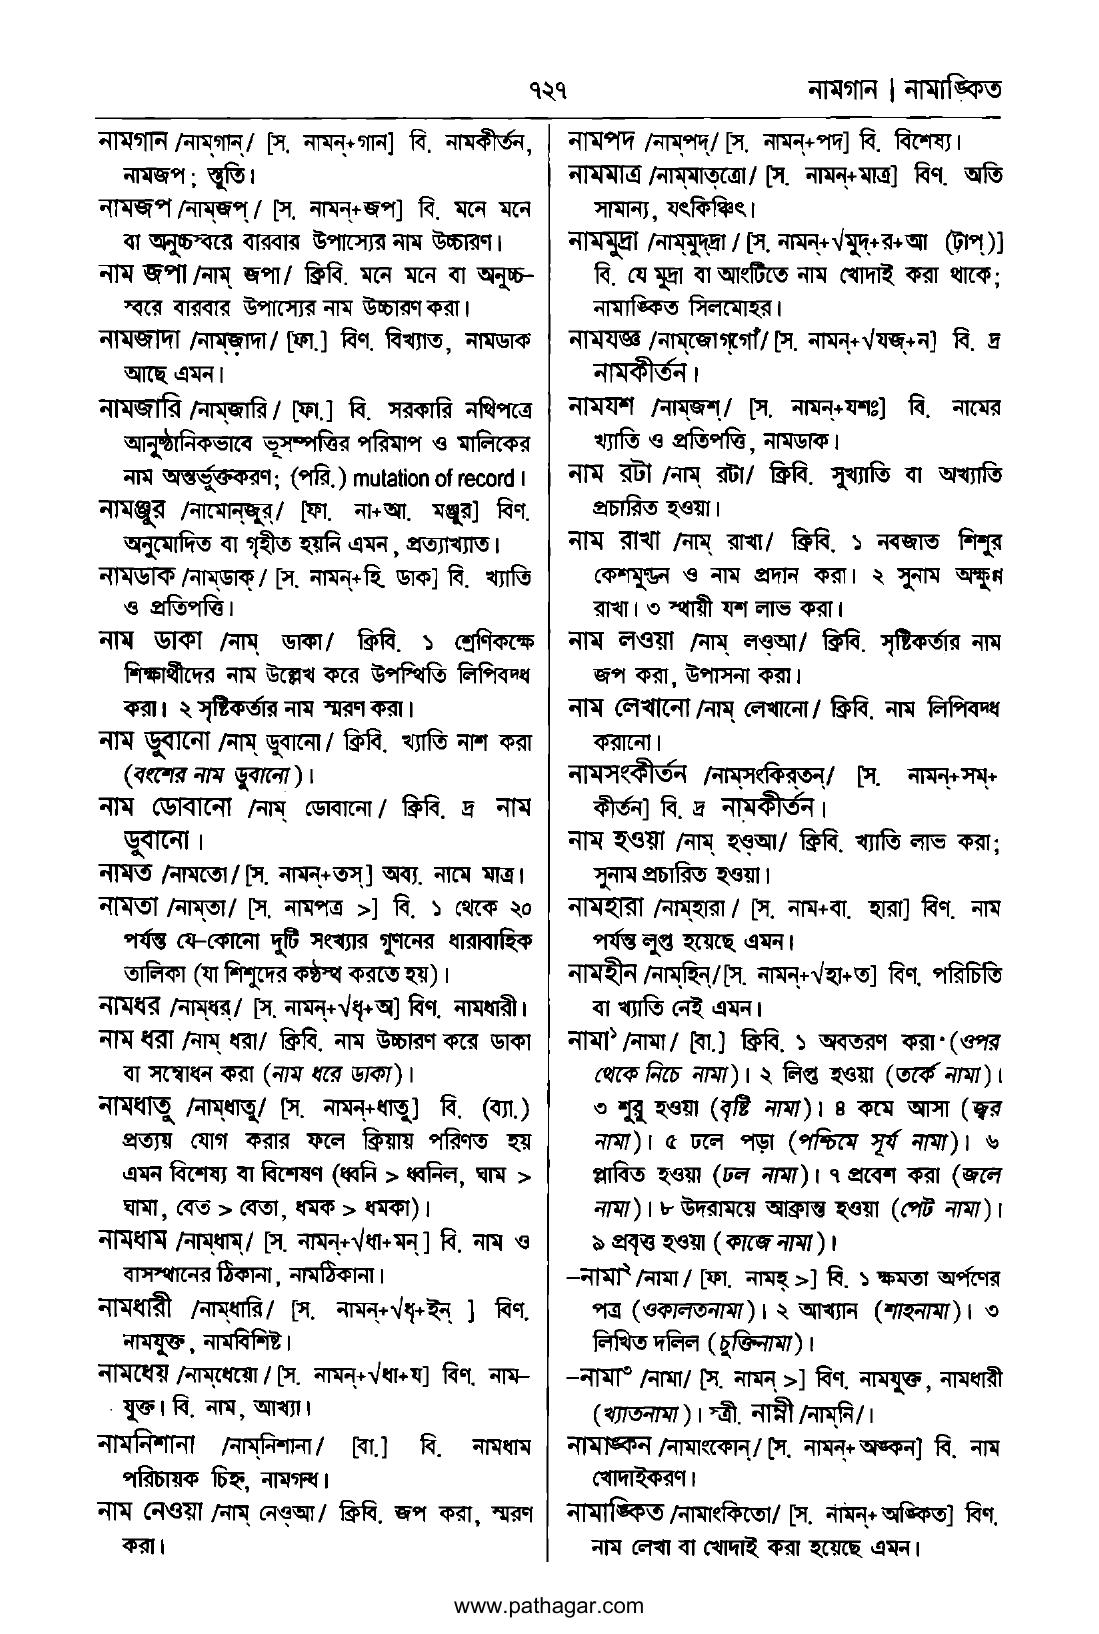 ৭২৭
নামগান | নামাঙ্কিত
নামগান /নাম্‌গান্‌/ [স. নামন্‌+গান] বি. নামকীর্তন,
নামজপ; স্তুতি।
নামজপ /নাম্‌জপ্‌/ [স. নামন্‌+জপ] বি. মনে মনে
বা অনুচ্চস্বরে বারবার উপাস্যের নাম উচ্চারণ।
নাম জপা /নাম্‌ জপা/ ক্রিবি. মনে মনে বা অনুচ্চ-
স্বরে বারবার উপাস্যের নাম উচ্চারণ করা।
নামজাদা /নাম্‌জ়াদা/ [ফা.] বিণ. বিখ্যাত, নামডাক
আছে এমন।
নামজারি /নাম্‌জারি/ [ফা.] বি. সরকারি নথিপত্রে
আনুষ্ঠানিকভাবে ভূসম্পত্তির পরিমাপ ও মালিকের
নাম অন্তর্ভুক্তকরণ; (পরি.) mutation of record।
নামঞ্জুর /নামোন্‌জুর্‌/ [ফা. না+আ. মঞ্জুর] বিণ.
অনুমোদিত বা গৃহীত হয়নি এমন, প্রত্যাখ্যাত।
নামডাক /নাম্‌ডাক্‌/ [স. নামন্‌+হি. ডাক] বি. খ্যাতি
ও প্রতিপত্তি।
নাম ডাকা /নাম্‌ ডাকা/ ক্রিবি. ১ শ্রেণিকক্ষে
শিক্ষার্থীদের নাম উল্লেখ করে উপস্থিতি লিপিবদ্ধ
করা। ২ সৃষ্টিকর্তার নাম স্মরণ করা।
নাম ডুবানো /নাম্‌ ডুবানো/ ক্রিবি. খ্যাতি নাশ করা
(বংশের নাম ডুবানো)।
নাম ডোবানো /নাম্‌ ডোবানো/ ক্রিবি. দ্র নাম
ডুবানো।
নামত /নামতো/ [স. নামন্‌+তস্‌] অব্য. নামে মাত্র।
নামতা /নাম্‌তা/ [স. নামপত্র >] বি. ১ থেকে ২০
পর্যন্ত যে-কোনো দুটি সংখ্যার গুণনের ধারাবাহিক
তালিকা (যা শিশুদের কণ্ঠস্থ করতে হয়)।
নামধর /নাম্‌ধর্‌/ [স. নামন্‌+√ধৃ+অ] বিণ. নামধারী।
নাম ধরা /নাম্‌ ধরা/ ক্রিবি. নাম উচ্চারণ করে ডাকা
বা সম্বোধন করা (নাম ধরে ডাকা)।
নামধাতু /নাম্‌ধাতু/ [স. নামন্‌+ধাতু] বি. (ব্যা.)
প্রত্যয় যোগ করার ফলে ক্রিয়ায় পরিণত হয়
এমন বিশেষ্য বা বিশেষণ (ধ্বনি > ধ্বনিল, ঘাম >
ঘামা, বেত > বেতা, ধমক > ধমকা)।
নামধাম /নাম্‌ধাম্‌/ [স. নামন্‌+√ধা+মন্‌] বি. নাম ও
বাসস্থানের ঠিকানা, নামঠিকানা।
নামধারী /নাম্‌ধারি/ [স. নামন্‌+√ধৃ+ইন্‌ ] বিণ.
নামযুক্ত, নামবিশিষ্ট।
নামধেয় /নাম্‌ধেয়ো/ [স. নামন্‌+√ধা+য] বিণ. নাম-
যুক্ত। বি. নাম, আখ্যা।
নামনিশানা /নাম্‌নিশানা/ [বা.] বি. নামধাম
পরিচায়ক চিহ্ন, নামগন্ধ।
নাম নেওয়া /নাম্‌ নেও্‌আ/ ক্রিবি. জপ করা, স্মরণ
করা।
নামপদ /নাম্‌পদ্‌/ [স. নামন্‌+পদ] বি. বিশেষ্য।
নামমাত্র /নাম্‌মাত্‌ত্রো/ [স. নামন্‌+মাত্র] বিণ. অতি
সামান্য, যৎকিঞ্চিৎ।
নামমুদ্রা /নাম্‌মুদ্‌দ্রা/ [স. নামন্‌+√মুদ্‌+র+আ (টাপ্‌)]
বি. যে মুদ্রা বা আংটিতে নাম খোদাই করা থাকে;
নামাঙ্কিত সিলমোহর।
নামযজ্ঞ /নাম্‌জোগ্‌গোঁ/ [স. নামন্‌+√যজ্‌+ন] বি. দ্র
নামকীর্তন।
নামযশ /নাম্‌জশ্‌/ [স. নামন্‌+যশঃ] বি. নামের
খ্যাতি ও প্রতিপত্তি, নামডাক।
নাম রটা /নাম্‌ রটা/ ক্রিবি. সুখ্যাতি বা অখ্যাতি
প্রচারিত হওয়া।
নাম রাখা /নাম্‌ রাখা/ ক্রিবি. ১ নবজাত শিশুর
কেশমুণ্ডন ও নাম প্রদান করা। ২ সুনাম অক্ষুণ্ন
রাখা। ৩ স্থায়ী যশ লাভ করা।
নাম লওয়া /নাম্‌ লও্‌আ/ ক্রিবি. সৃষ্টিকর্তার নাম
জপ করা, উপাসনা করা।
নাম লেখানো /নাম্‌ লেখানো/ ক্রিবি. নাম লিপিবদ্ধ
করানো।
নামসংকীর্তন /নাম্‌সংকির্‌তন্‌/ [স. নামন্‌+সম্‌+
কীর্তন] বি. দ্র নামকীর্তন।
নাম হওয়া /নাম্‌ হও্‌আ/ ক্রিবি. খ্যাতি লাভ করা;
সুনাম প্রচারিত হওয়া।
নামহারা /নাম্‌হারা/ [স. নাম+বা. হারা] বিণ. নাম
পর্যন্ত লুপ্ত হয়েছে এমন।
নামহীন /নাম্‌হিন্‌/ [স. নামন্‌+√হা+ত] বিণ. পরিচিতি
বা খ্যাতি নেই এমন।
নামা১ /নামা/ [বা.] ক্রিবি. ১ অবতরণ করা (ওপর
থেকে নিচে নামা)। ২ লিপ্ত হওয়া (তর্কে নামা)।
৩ শুরু হওয়া (বৃষ্টি নামা)। ৪ কমে আসা (জ্বর
নামা)। ৫ ঢলে পড়া (পশ্চিমে সূর্য নামা)। ৬
প্লাবিত হওয়া (ঢল নামা)। ৭ প্রবেশ করা (জলে
নামা)। ৮ উদরাময়ে আক্রান্ত হওয়া (পেট নামা)।
৯ প্রবৃত্ত হওয়া (কাজে নামা)।
-নামা২ /নামা/ [ফা. নামহ্‌ >] বি. ১ ক্ষমতা অর্পণের
পত্র (ওকালতনামা)। ২ আখ্যান (শাহনামা)। ৩
লিখিত দলিল (চুক্তিনামা)।
-নামা৩ /নামা/ [স. নামন্‌ >] বিণ. নামযুক্ত, নামধারী
(খ্যাতনামা)। স্ত্রী. নাম্নী /নাম্‌নি/।
নামাঙ্কন /নামাংকোন্‌/ [স. নামন্‌+অঙ্কন] বি. নাম
খোদাইকরণ।
নামাঙ্কিত /নামাংকিতো/ [স. নামন্‌+অঙ্কিত] বিণ.
নাম লেখা বা খোদাই করা হয়েছে এমন।
www.pathagar.com